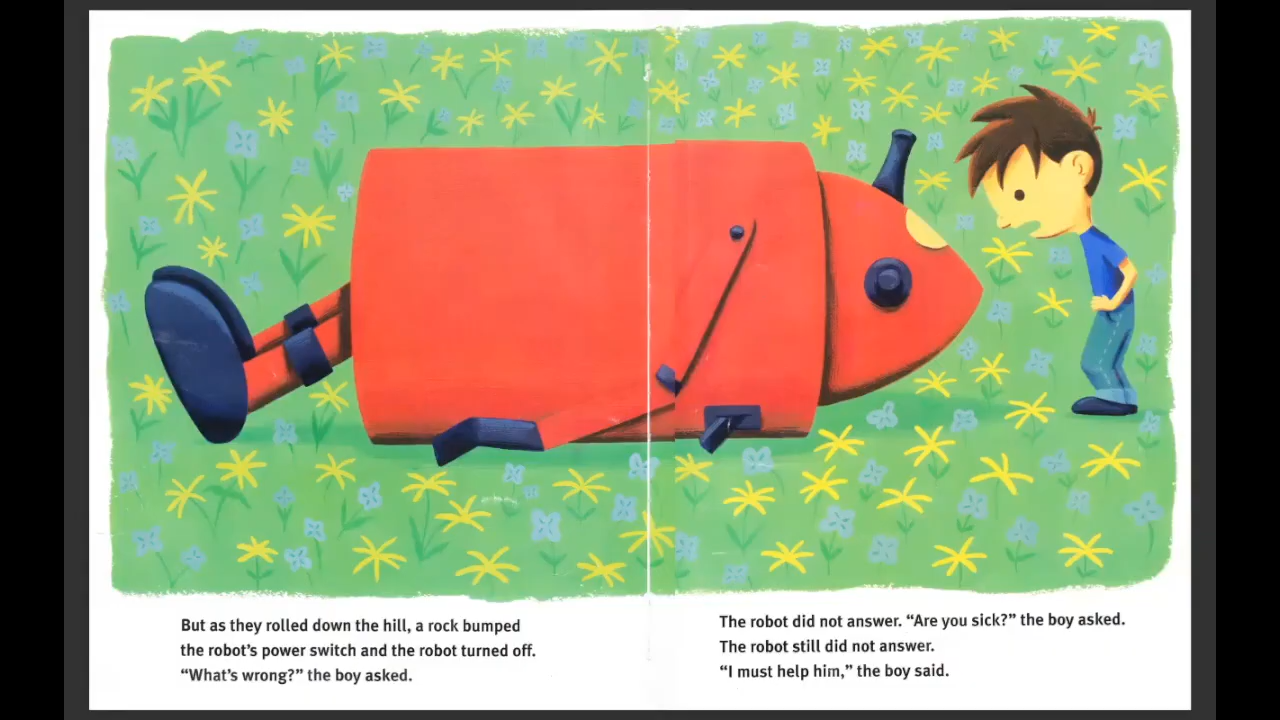 But as they rolled down the hill, a rock bumped
the robot's power switch and the robot turned off.
“What's wrong?” the boy asked.
The robot did not answer. “Are you sick?” the boy asked.
The robot still did not answer.
“I must help him,” the boy said.